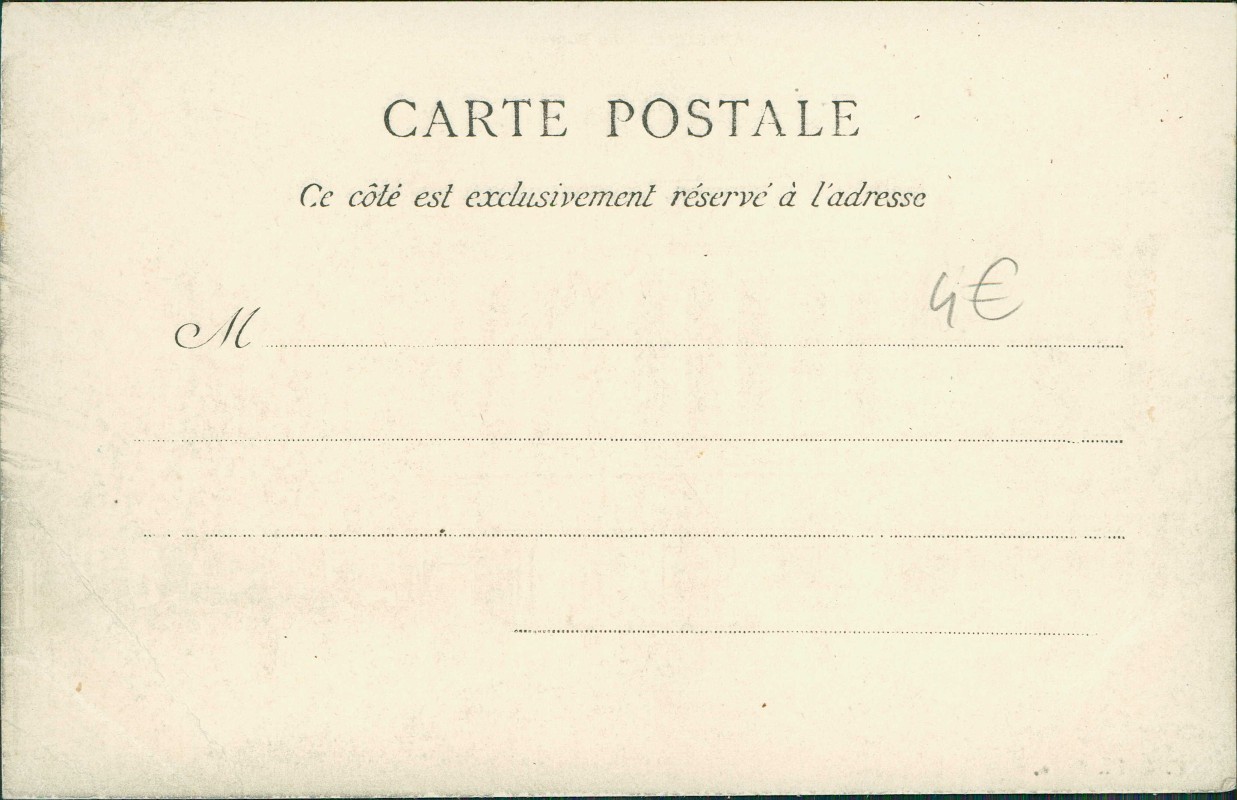 CARTE POSTALE
Ce côté est exclusivement réservé à l'adresse
4€
M